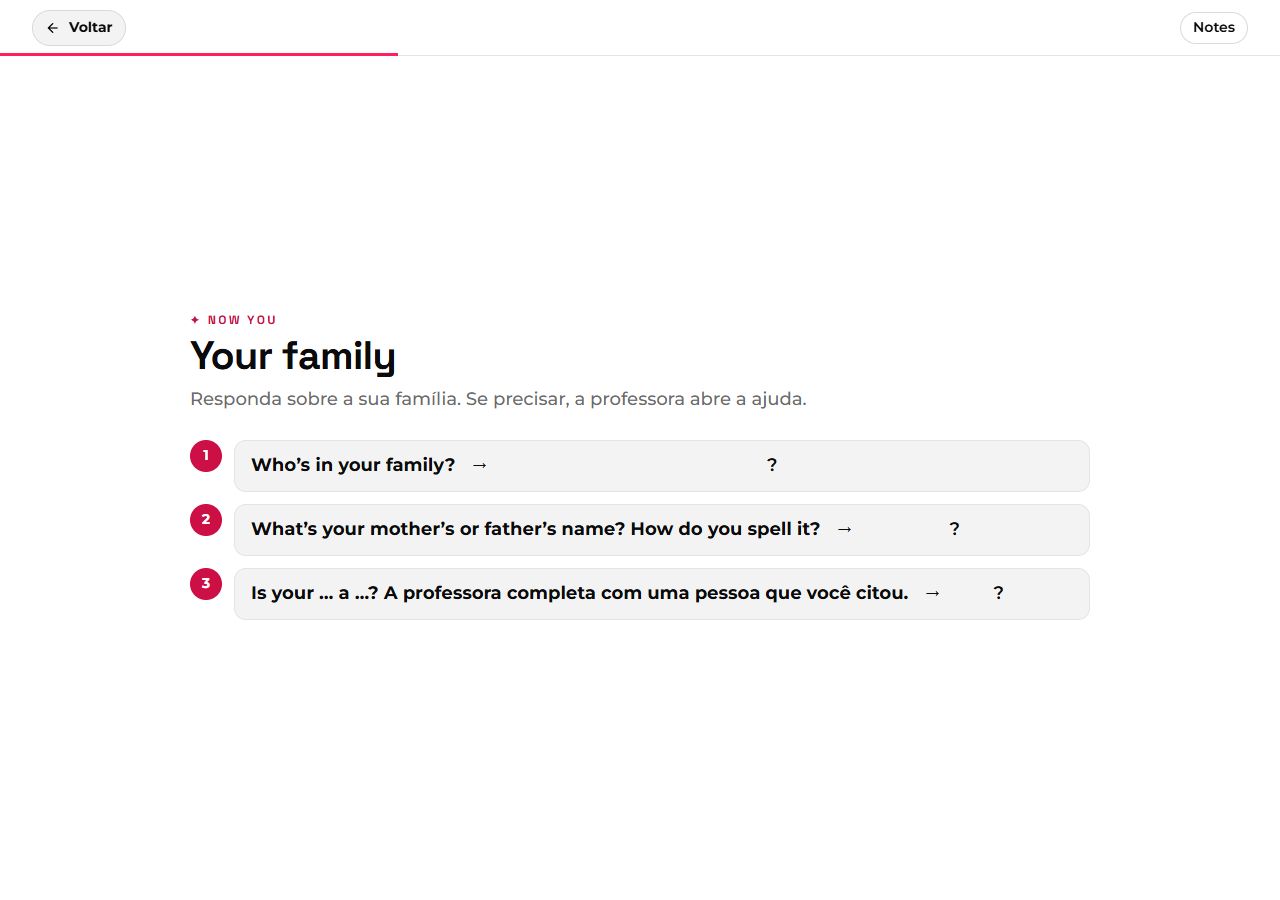 ← Voltar
Notes
✦ NOW YOU
Your family
Responda sobre a sua família. Se precisar, a professora abre a ajuda.
1 Who’s in your family? → ?
2 What’s your mother’s or father’s name? How do you spell it? → ?
3 Is your … a …? A professora completa com uma pessoa que você citou. → ?